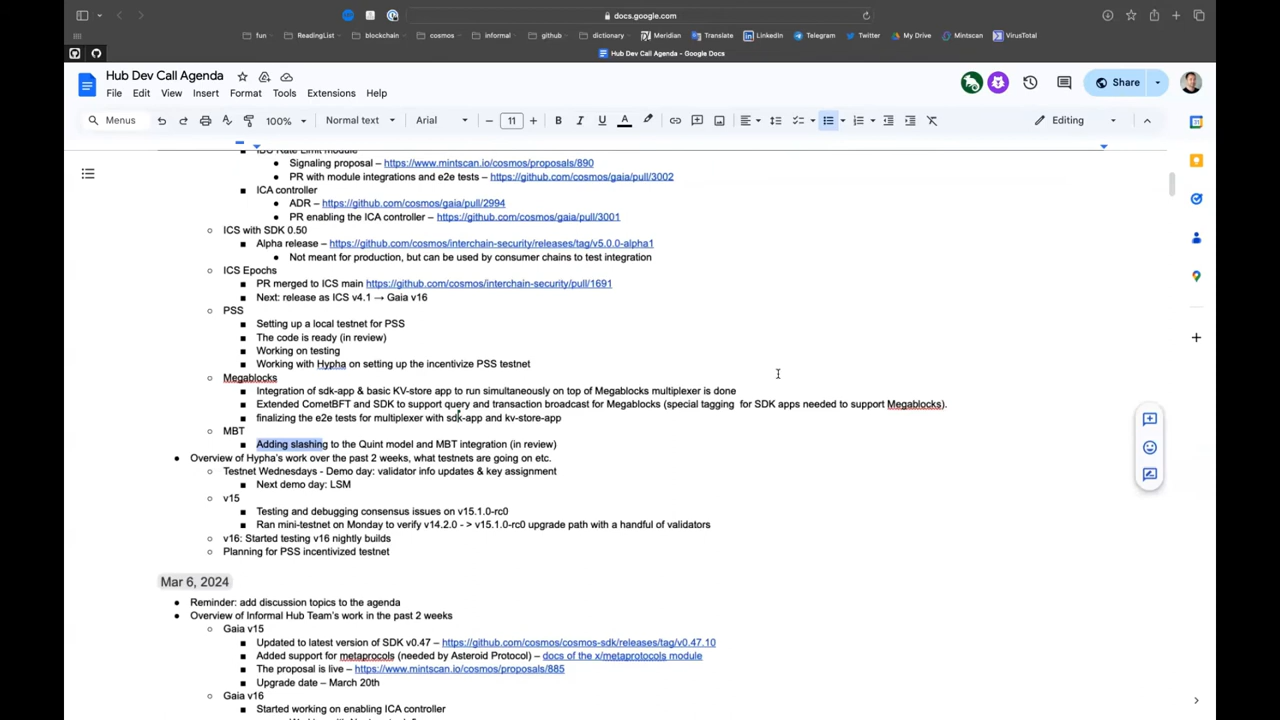 docs.google.com
fun
ReadingList
blockchain
cosmos
informal
github
dictionary
Meridian
Translate
LinkedIn
Telegram
Twitter
My Drive
Mintscan
VirusTotal
Hub Dev Call Agenda - Google Docs
Hub Dev Call Agenda
File Edit View Insert Format Tools Extensions Help
Share
Menus
100%
Normal text
Arial
11
Editing
IBC Rate Limit module
Signaling proposal – https://www.mintscan.io/cosmos/proposals/890
PR with module integrations and e2e tests – https://github.com/cosmos/gaia/pull/3002
ICA controller
ADR – https://github.com/cosmos/gaia/pull/2994
PR enabling the ICA controller – https://github.com/cosmos/gaia/pull/3001
ICS with SDK 0.50
Alpha release – https://github.com/cosmos/interchain-security/releases/tag/v5.0.0-alpha1
Not meant for production, but can be used by consumer chains to test integration
ICS Epochs
PR merged to ICS main https://github.com/cosmos/interchain-security/pull/1691
Next: release as ICS v4.1 → Gaia v16
PSS
Setting up a local testnet for PSS
The code is ready (in review)
Working on testing
Working with Hypha on setting up the incentivize PSS testnet
Megablocks
Integration of sdk-app & basic KV-store app to run simultaneously on top of Megablocks multiplexer is done
Extended CometBFT and SDK to support query and transaction broadcast for Megablocks (special tagging for SDK apps needed to support Megablocks).
finalizing the e2e tests for multiplexer with sdk-app and kv-store-app
MBT
Adding slashing to the Quint model and MBT integration (in review)
Overview of Hypha's work over the past 2 weeks, what testnets are going on etc.
Testnet Wednesdays - Demo day: validator info updates & key assignment
Next demo day: LSM
v15
Testing and debugging consensus issues on v15.1.0-rc0
Ran mini-testnet on Monday to verify v14.2.0 - > v15.1.0-rc0 upgrade path with a handful of validators
v16: Started testing v16 nightly builds
Planning for PSS incentivized testnet
Mar 6, 2024
Reminder: add discussion topics to the agenda
Overview of Informal Hub Team's work in the past 2 weeks
Gaia v15
Updated to latest version of SDK v0.47 – https://github.com/cosmos/cosmos-sdk/releases/tag/v0.47.10
Added support for metaprocols (needed by Asteroid Protocol) – docs of the x/metaprotocols module
The proposal is live – https://www.mintscan.io/cosmos/proposals/885
Upgrade date – March 20th
Gaia v16
Started working on enabling ICA controller